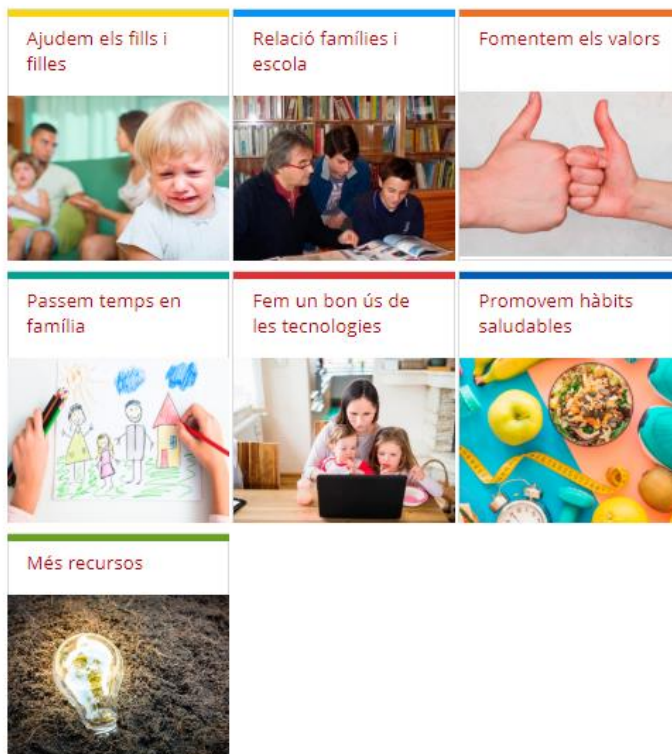 Ajudem els fills i
filles
Relació famílies i
escola
Fomentem els valors
Passem temps en
família
Fem un bon ús de
les tecnologies
Promovem hàbits
saludables
Més recursos